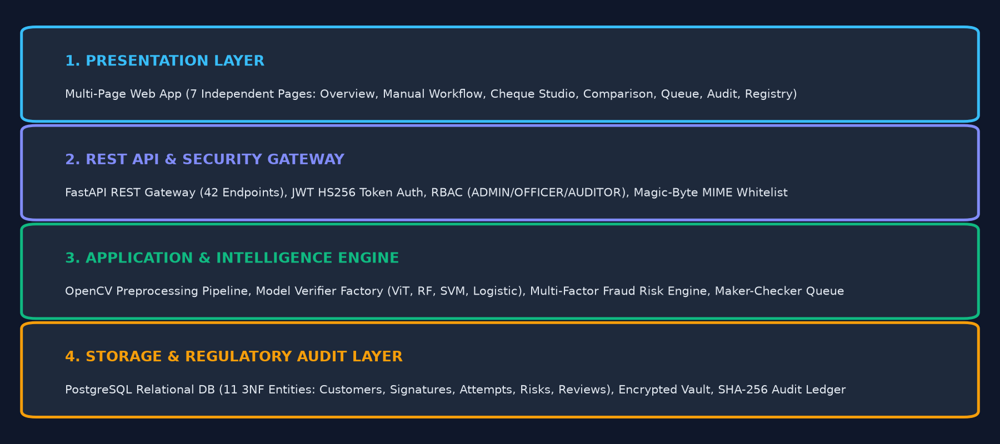 1. PRESENTATION LAYER
Multi-Page Web App (7 Independent Pages: Overview, Manual Workflow, Cheque Studio, Comparison, Queue, Audit, Registry)
2. REST API & SECURITY GATEWAY
FastAPI REST Gateway (42 Endpoints), JWT HS256 Token Auth, RBAC (ADMIN/OFFICER/AUDITOR), Magic-Byte MIME Whitelist
3. APPLICATION & INTELLIGENCE ENGINE
OpenCV Preprocessing Pipeline, Model Verifier Factory (ViT, RF, SVM, Logistic), Multi-Factor Fraud Risk Engine, Maker-Checker Queue
4. STORAGE & REGULATORY AUDIT LAYER
PostgreSQL Relational DB (11 3NF Entities: Customers, Signatures, Attempts, Risks, Reviews), Encrypted Vault, SHA-256 Audit Ledger